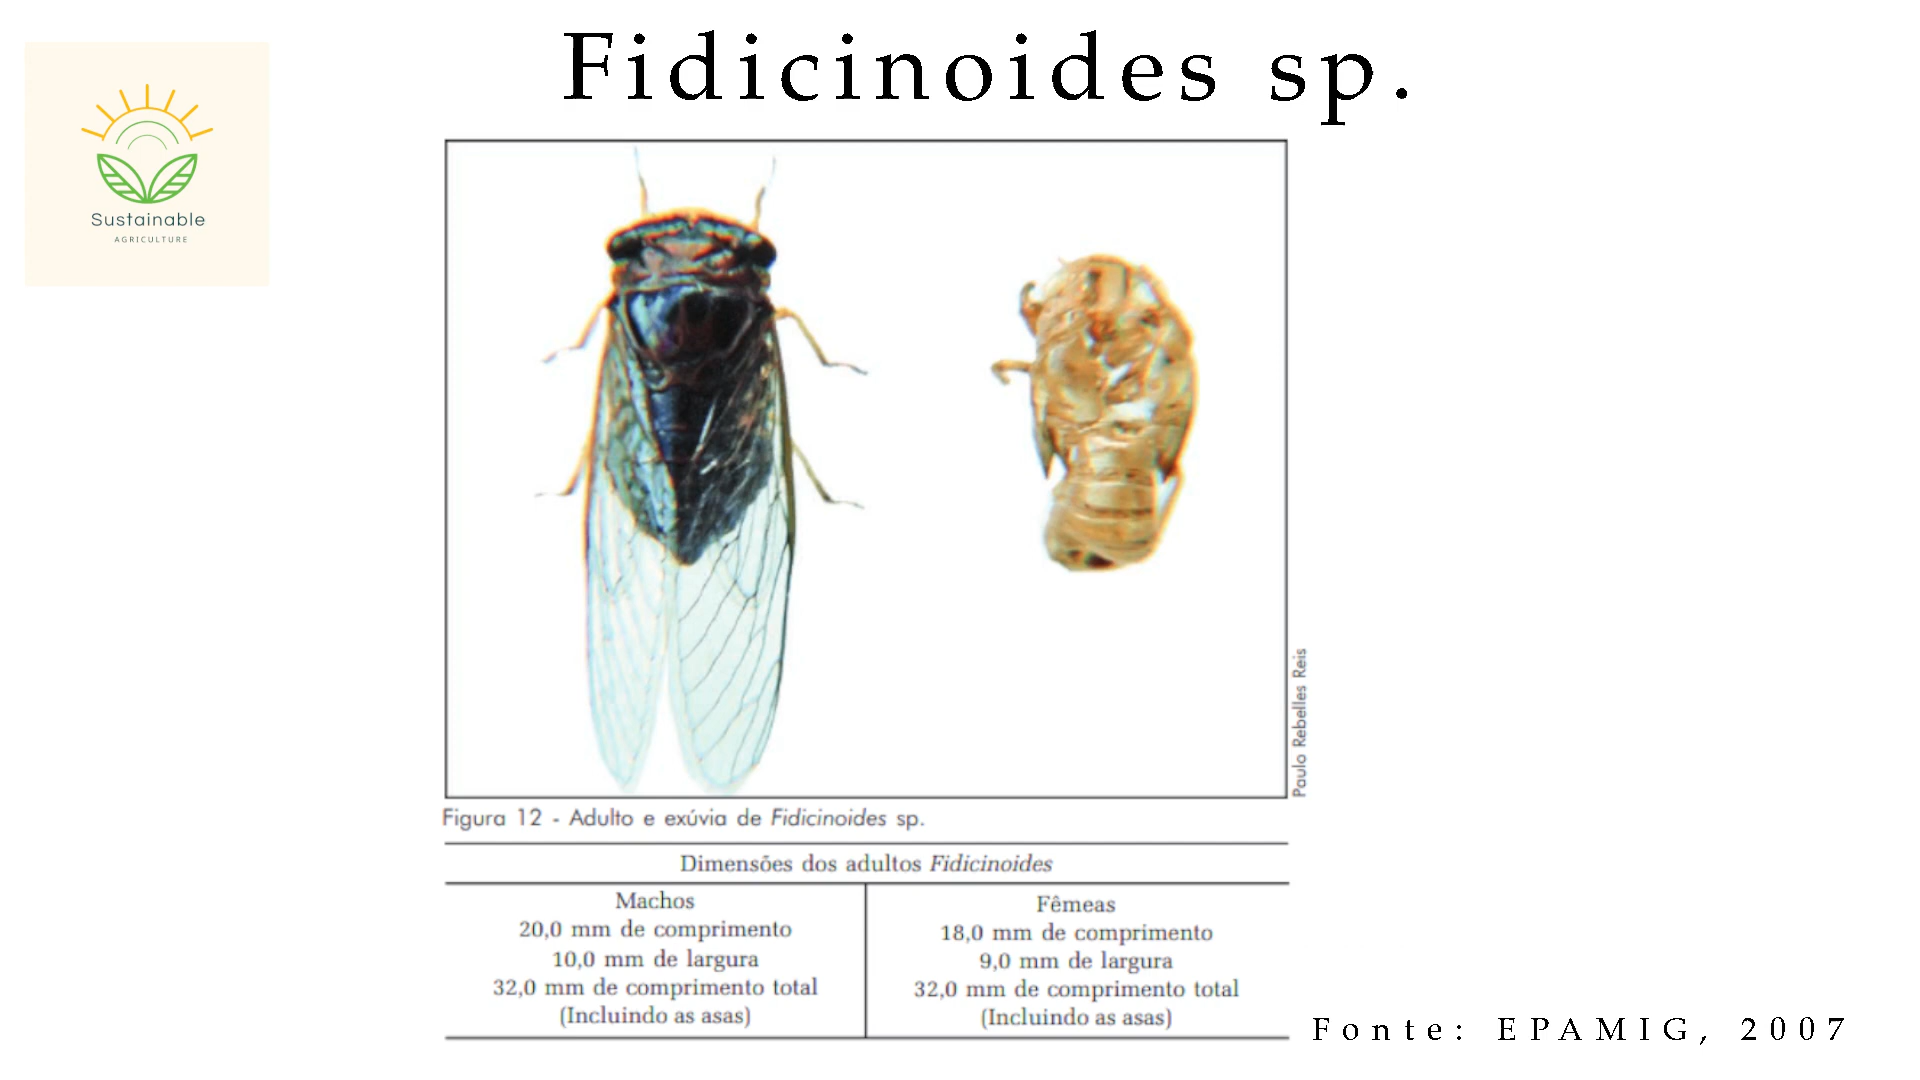 Fidicinoides sp.
Sustainable
AGRICULTURE
Paulo Rebelles Reis
Figura 12 - Adulto e exúvia de Fidicinoides sp.
Dimensões dos adultos Fidicinoides
Machos
20,0 mm de comprimento
10,0 mm de largura
32,0 mm de comprimento total
(Incluindo as asas)
Fêmeas
18,0 mm de comprimento
9,0 mm de largura
32,0 mm de comprimento total
(Incluindo as asas)
Fonte: EPAMIG, 2007